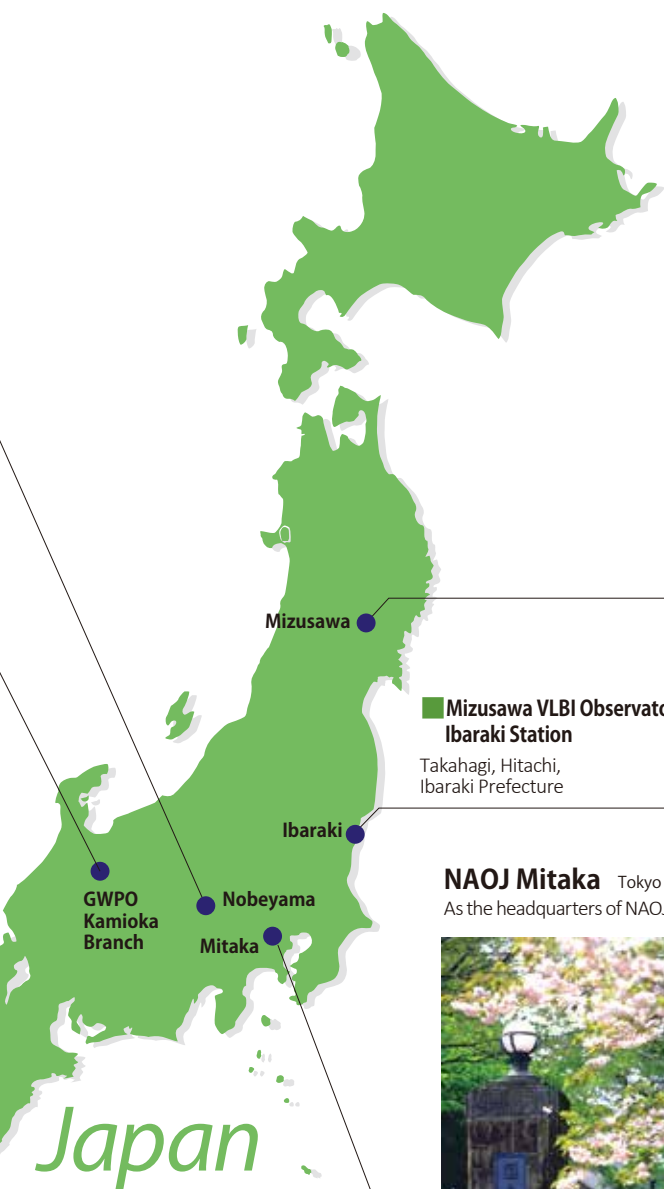 Mizusawa
Mizusawa VLBI Observato
Ibaraki Station
Takahagi, Hitachi,
Ibaraki Prefecture
Ibaraki
NAOJ Mitaka Tokyo
As the headquarters of NAOJ
GWPO
Kamioka
Branch
Nobeyama
Mitaka
Japan